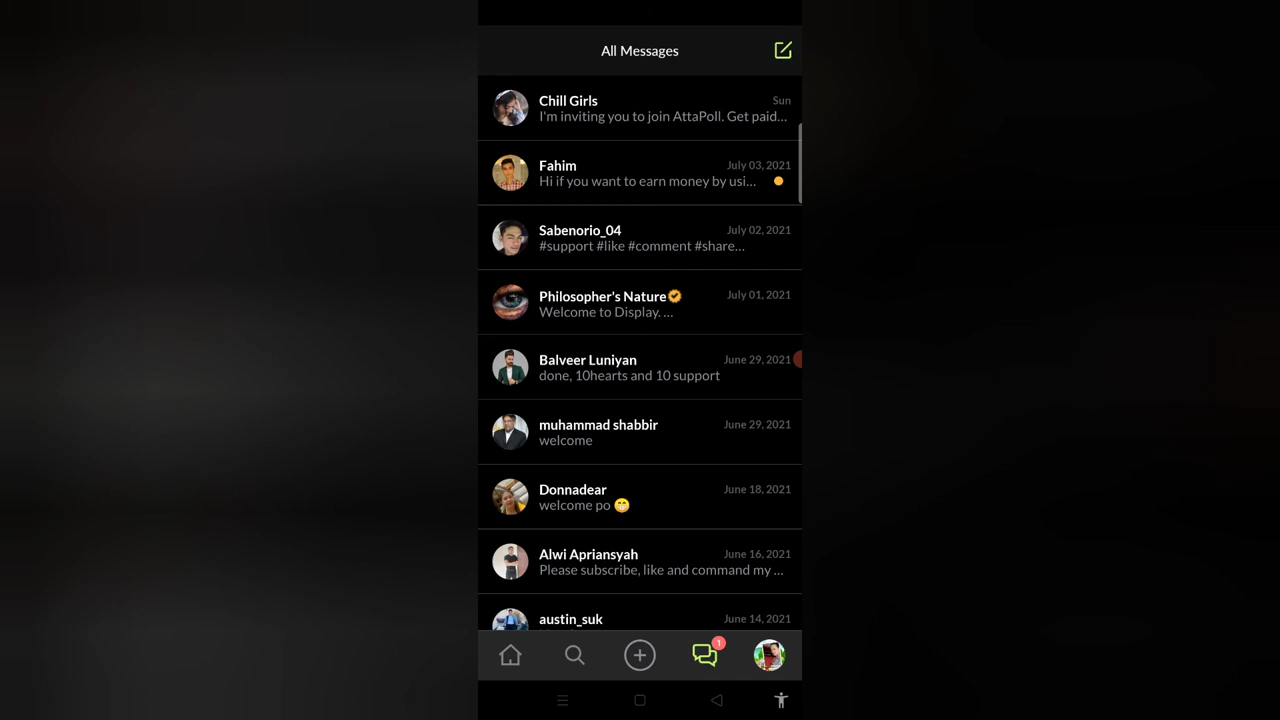 All Messages
Chill Girls
Sun
I'm inviting you to join AttaPoll. Get paid...
Fahim
July 03, 2021
Hi if you want to earn money by usi...
Sabenorio_04
July 02, 2021
#support #like #comment #share...
Philosopher's Nature
July 01, 2021
Welcome to Display. ...
Balveer Luniyan
June 29, 2021
done, 10hearts and 10 support
muhammad shabbir
June 29, 2021
welcome
Donnadear
June 18, 2021
welcome po 😁
Alwi Apriansyah
June 16, 2021
Please subscribe, like and command my ...
austin_suk
June 14, 2021
1